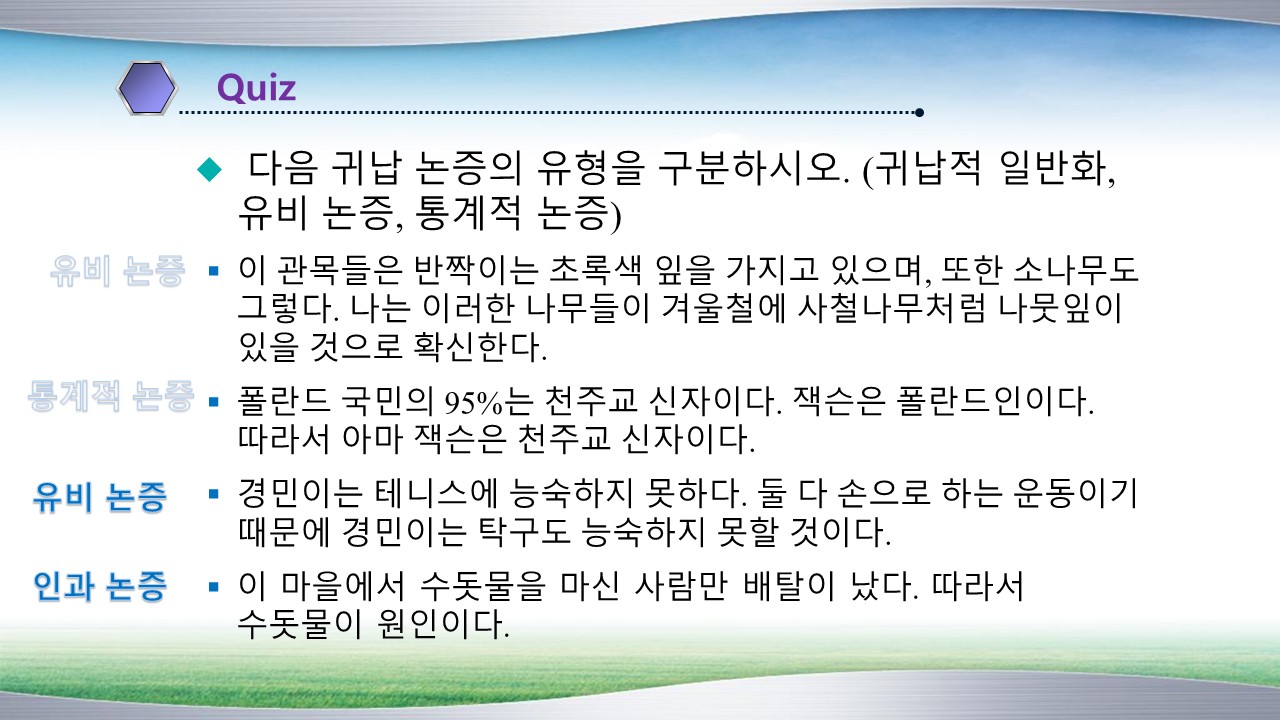 Quiz
다음 귀납 논증의 유형을 구분하시오. (귀납적 일반화,
유비 논증, 통계적 논증)
유비 논증
이 관목들은 반짝이는 초록색 잎을 가지고 있으며, 또한 소나무도
그렇다. 나는 이러한 나무들이 겨울철에 사철나무처럼 나뭇잎이
있을 것으로 확신한다.
통계적 논증
폴란드 국민의 95%는 천주교 신자이다. 잭슨은 폴란드인이다.
따라서 아마 잭슨은 천주교 신자이다.
유비 논증
경민이는 테니스에 능숙하지 못하다. 둘 다 손으로 하는 운동이기
때문에 경민이는 탁구도 능숙하지 못할 것이다.
인과 논증
이 마을에서 수돗물을 마신 사람만 배탈이 났다. 따라서
수돗물이 원인이다.